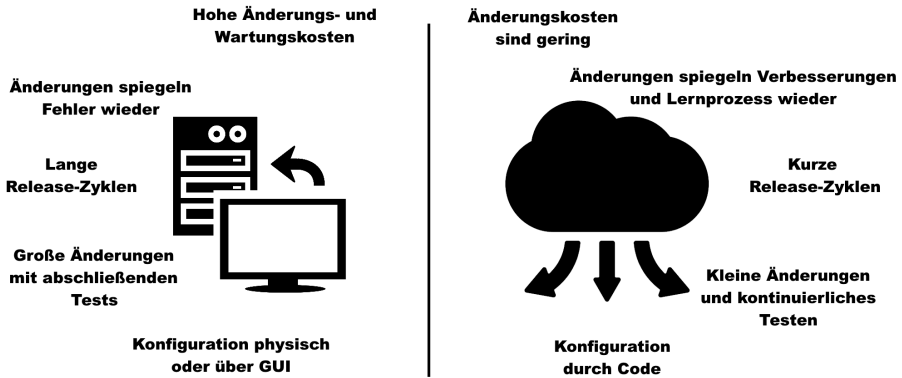 Hohe Änderungs- und
Wartungskosten
Änderungen spiegeln
Fehler wieder
Lange
Release-Zyklen
Große Änderungen
mit abschließenden
Tests
Konfiguration physisch
oder über GUI
Änderungskosten
sind gering
Änderungen spiegeln Verbesserungen
und Lernprozess wieder
Kurze
Release-Zyklen
Kleine Änderungen
und kontinuierliches
Testen
Konfiguration
durch Code